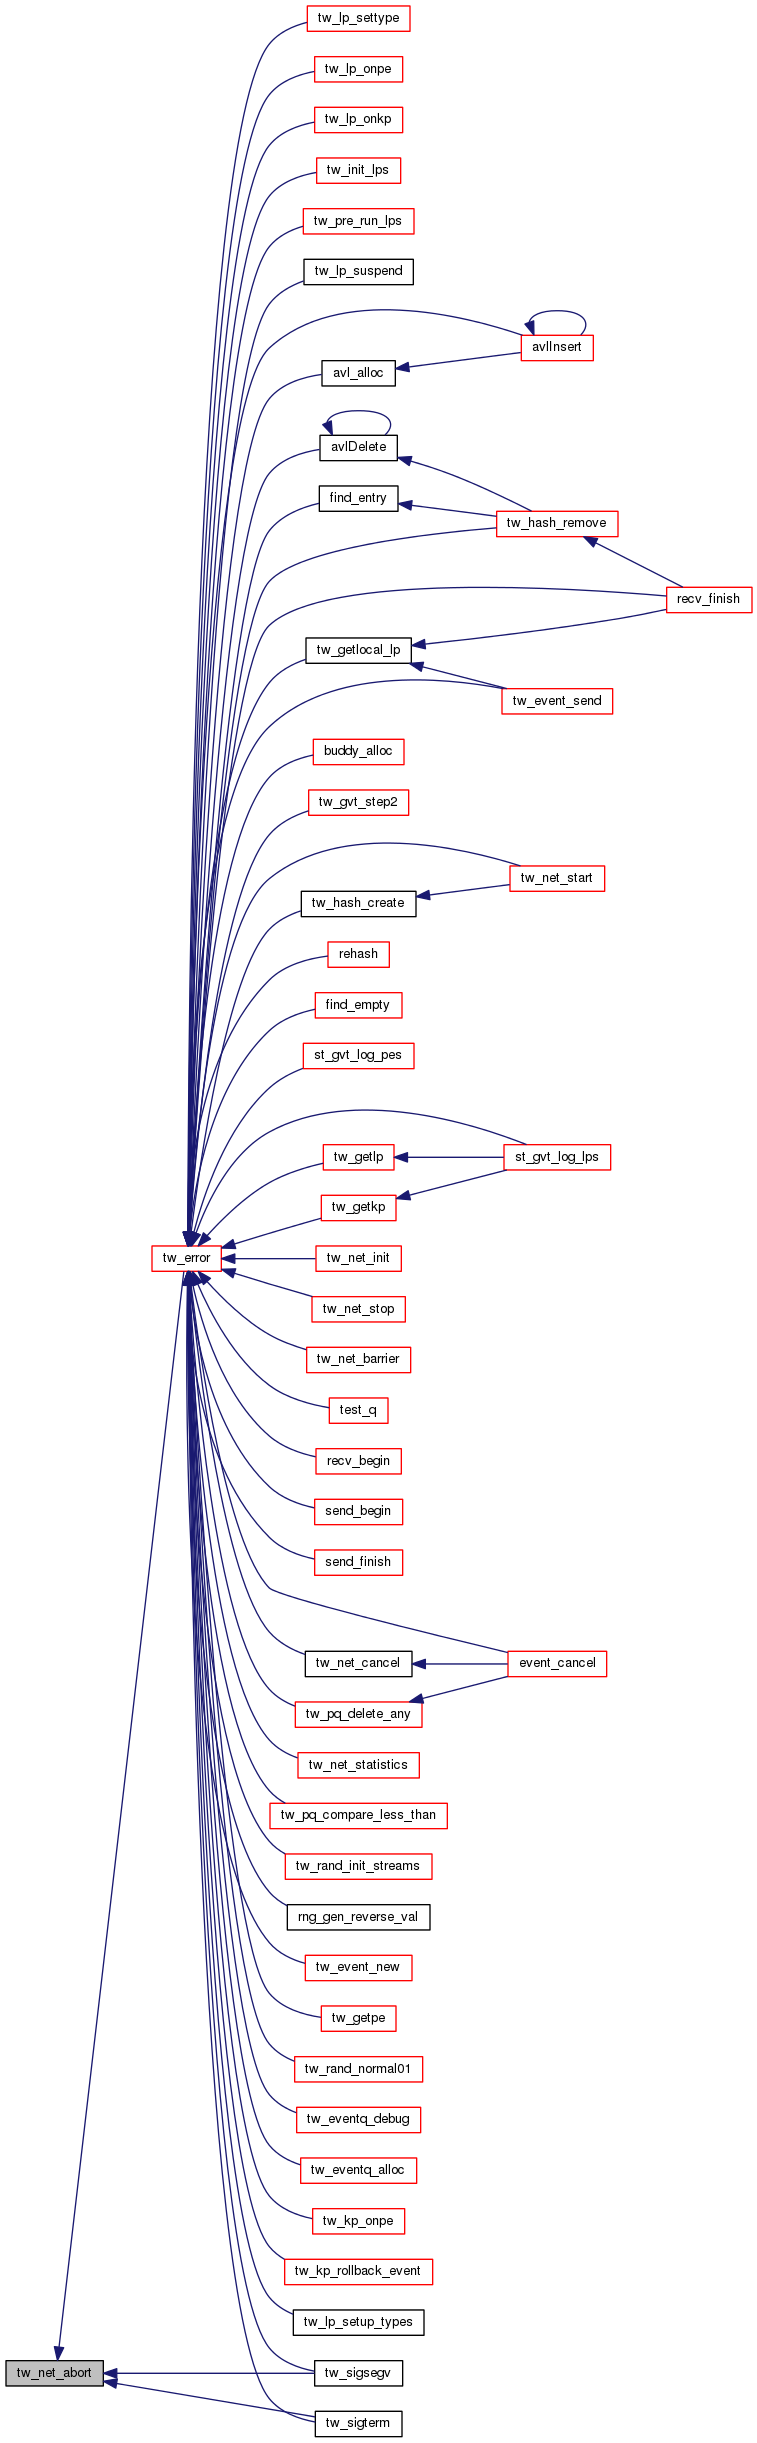 tw_lp_settype
tw_lp_onpe
tw_lp_onkp
tw_init_lps
tw_pre_run_lps
tw_lp_suspend
avlInsert
avl_alloc
avlDelete
find_entry
tw_hash_remove
recv_finish
tw_getlocal_lp
tw_event_send
buddy_alloc
tw_gvt_step2
tw_net_start
tw_hash_create
rehash
find_empty
st_gvt_log_pes
tw_getlp
st_gvt_log_lps
tw_getkp
tw_error
tw_net_init
tw_net_stop
tw_net_barrier
test_q
recv_begin
send_begin
send_finish
tw_net_cancel
event_cancel
tw_pq_delete_any
tw_net_statistics
tw_pq_compare_less_than
tw_rand_init_streams
rng_gen_reverse_val
tw_event_new
tw_getpe
tw_rand_normal01
tw_eventq_debug
tw_eventq_alloc
tw_kp_onpe
tw_kp_rollback_event
tw_lp_setup_types
tw_net_abort
tw_sigsegv
tw_sigterm